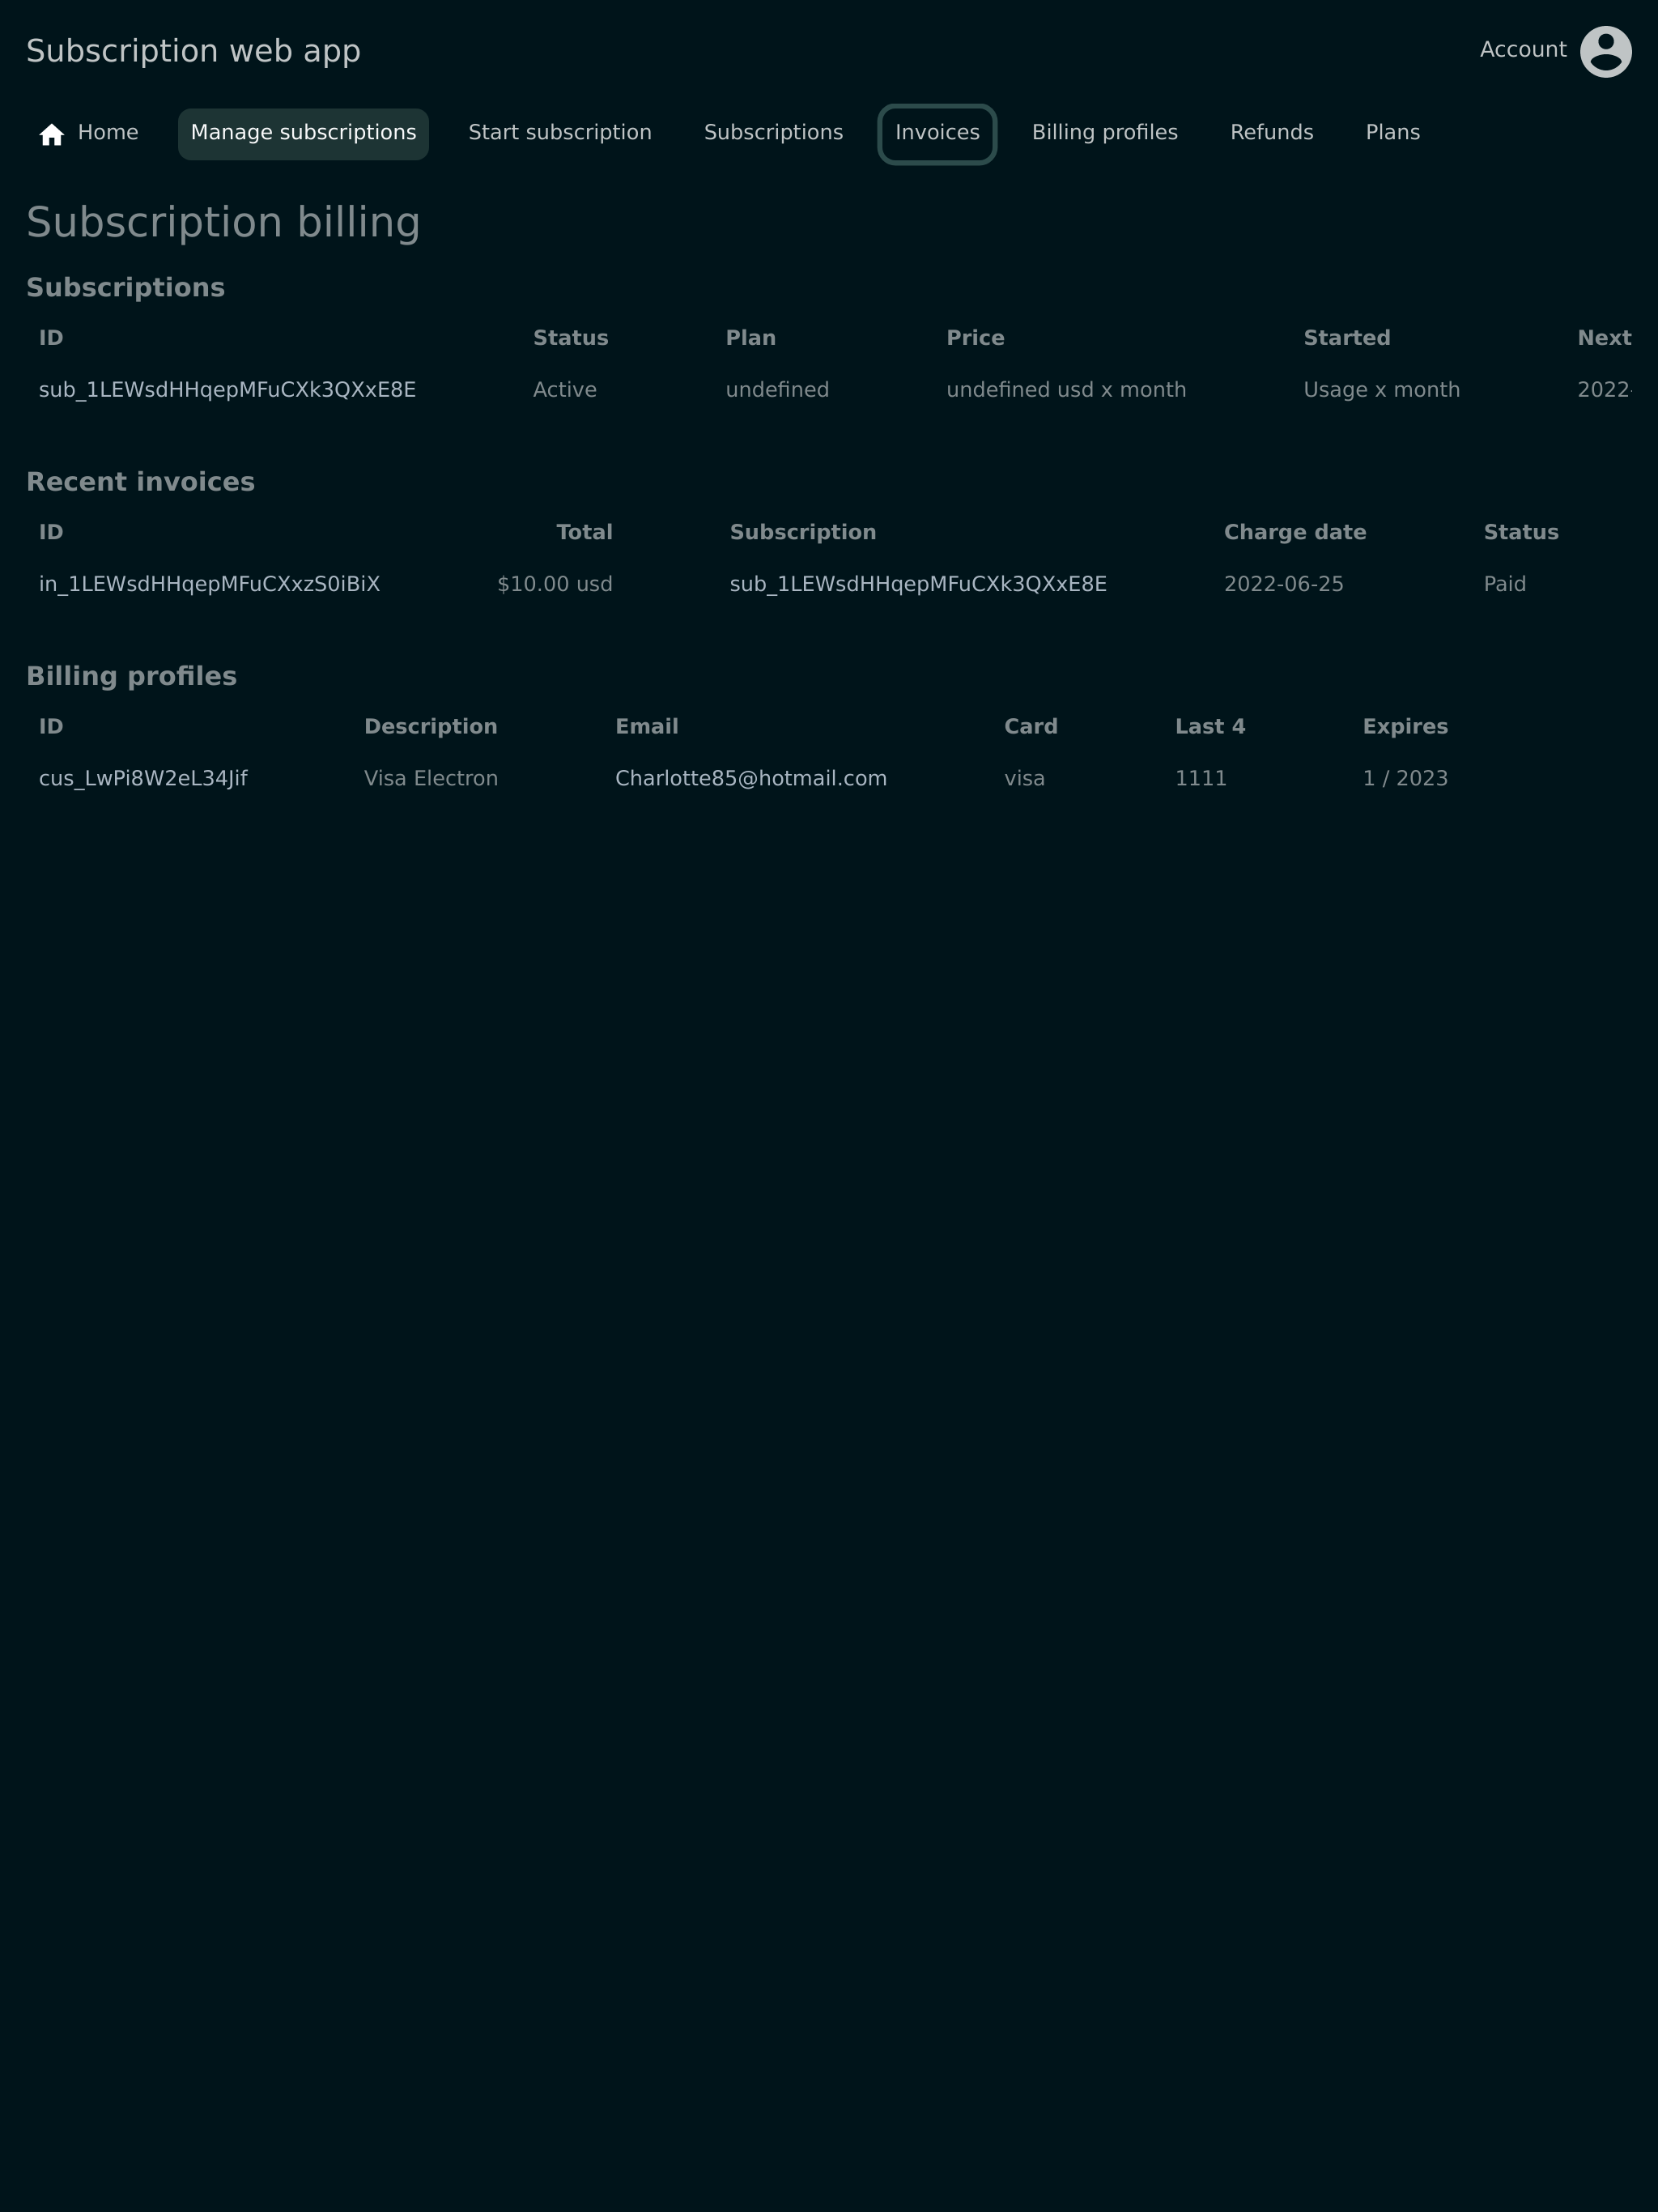 Subscription web app
Account
Home Manage subscriptions Start subscription Subscriptions Invoices Billing profiles Refunds Plans
Subscription billing
Subscriptions
ID Status Plan Price Started Next
sub_1LEWsdHHqepMFuCXk3QXxE8E Active undefined undefined usd x month Usage x month 2022-
Recent invoices
ID Total Subscription Charge date Status
in_1LEWsdHHqepMFuCXxzS0iBiX $10.00 usd sub_1LEWsdHHqepMFuCXk3QXxE8E 2022-06-25 Paid
Billing profiles
ID Description Email Card Last 4 Expires
cus_LwPi8W2eL34Jif Visa Electron Charlotte85@hotmail.com visa 1111 1 / 2023